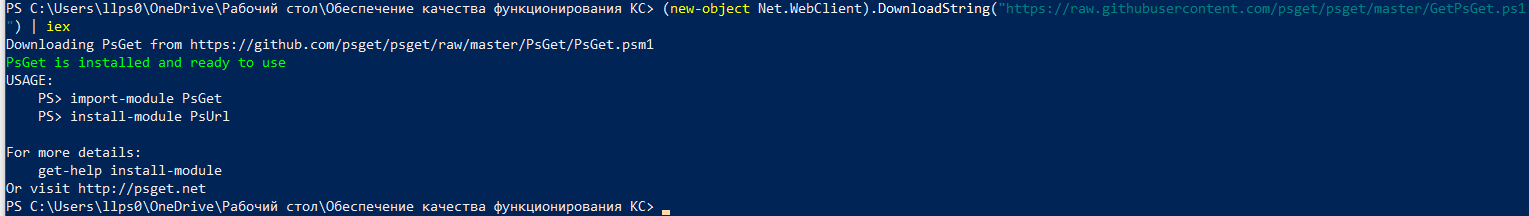 PS C:\Users\llps0\OneDrive\Рабочий стол\Обеспечение качества функционирования КС> (new-object Net.WebClient).DownloadString("https://raw.githubusercontent.com/psget/psget/master/GetPsGet.ps1
") | iex
Downloading PsGet from https://github.com/psget/psget/raw/master/PsGet/PsGet.psm1
PsGet is installed and ready to use
USAGE:
    PS> import-module PsGet
    PS> install-module PsUrl

For more details:
    get-help install-module
Or visit http://psget.net
PS C:\Users\llps0\OneDrive\Рабочий стол\Обеспечение качества функционирования КС>